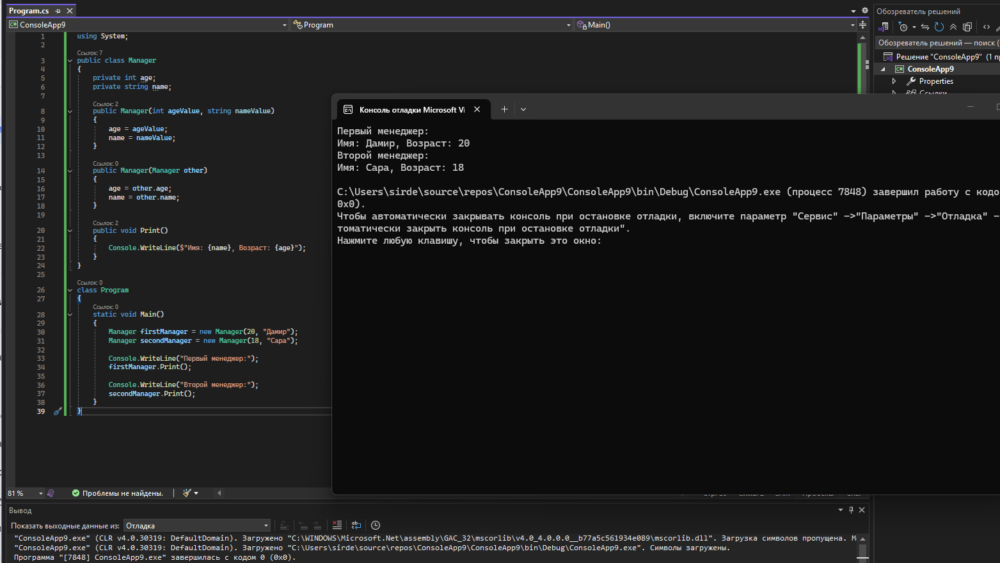 Program.cs
ConsoleApp9
Program
Main()
1 using System;
2
Ссылок: 7
3 public class Manager
4 {
5 private int age;
6 private string name;
7
Ссылок: 2
8 public Manager(int ageValue, string nameValue)
9 {
10 age = ageValue;
11 name = nameValue;
12 }
13
Ссылок: 0
14 public Manager(Manager other)
15 {
16 age = other.age;
17 name = other.name;
18 }
19
Ссылок: 2
20 public void Print()
21 {
22 Console.WriteLine($"Имя: {name}, Возраст: {age}");
23 }
24 }
25
Ссылок: 0
26 class Program
27 {
Ссылок: 0
28 static void Main()
29 {
30 Manager firstManager = new Manager(20, "Дамир");
31 Manager secondManager = new Manager(18, "Сара");
32
33 Console.WriteLine("Первый менеджер:");
34 firstManager.Print();
35
36 Console.WriteLine("Второй менеджер:");
37 secondManager.Print();
38 }
39 }
81 %
Проблемы не найдены.
Консоль отладки Microsoft Vi
Первый менеджер:
Имя: Дамир, Возраст: 20
Второй менеджер:
Имя: Сара, Возраст: 18
C:\Users\sirde\source\repos\ConsoleApp9\ConsoleApp9\bin\Debug\ConsoleApp9.exe (процесс 7848) завершил работу с кодо
0x0).
Чтобы автоматически закрывать консоль при остановке отладки, включите параметр "Сервис" ->"Параметры" ->"Отладка" -
томатически закрыть консоль при остановке отладки".
Нажмите любую клавишу, чтобы закрыть это окно:
Обозреватель решений
Обозреватель решений — поиск (
Решение "ConsoleApp9" (1 п
ConsoleApp9
Properties
Ссылки
Вывод
Показать выходные данные из: Отладка
"ConsoleApp9.exe" (CLR v4.0.30319: DefaultDomain). Загружено "C:\WINDOWS\Microsoft.Net\assembly\GAC_32\mscorlib\v4.0_4.0.0.0__b77a5c561934e089\mscorlib.dll". Загрузка символов пропущена. М
"ConsoleApp9.exe" (CLR v4.0.30319: DefaultDomain). Загружено "C:\Users\sirde\source\repos\ConsoleApp9\ConsoleApp9\bin\Debug\ConsoleApp9.exe". Символы загружены.
Программа "[7848] ConsoleApp9.exe" завершилась с кодом 0 (0x0).